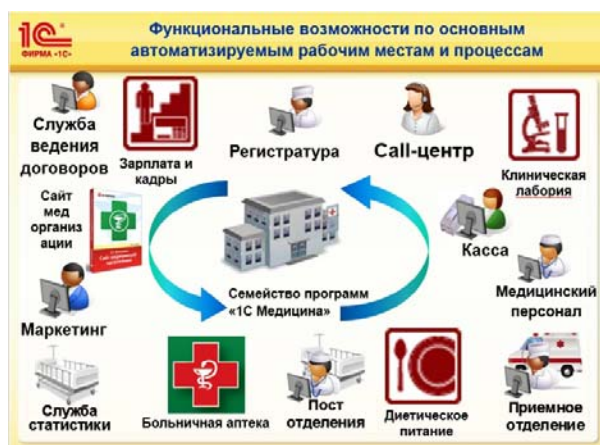 1С
ФИРМА «1С»
Функциональные возможности по основным
автоматизируемым рабочим местам и процессам
Служба
ведения
договоров
Зарплата и
кадры
Регистратура
Call-центр
Клиническая
лабория
Сайт
мед
организ
ации
Касса
Медицинский
персонал
Семейство программ
«1С Медицина»
Маркетинг
Служба
статистики
Больничная аптека
Пост
отделения
Диетическое
питание
Приемное
отделение